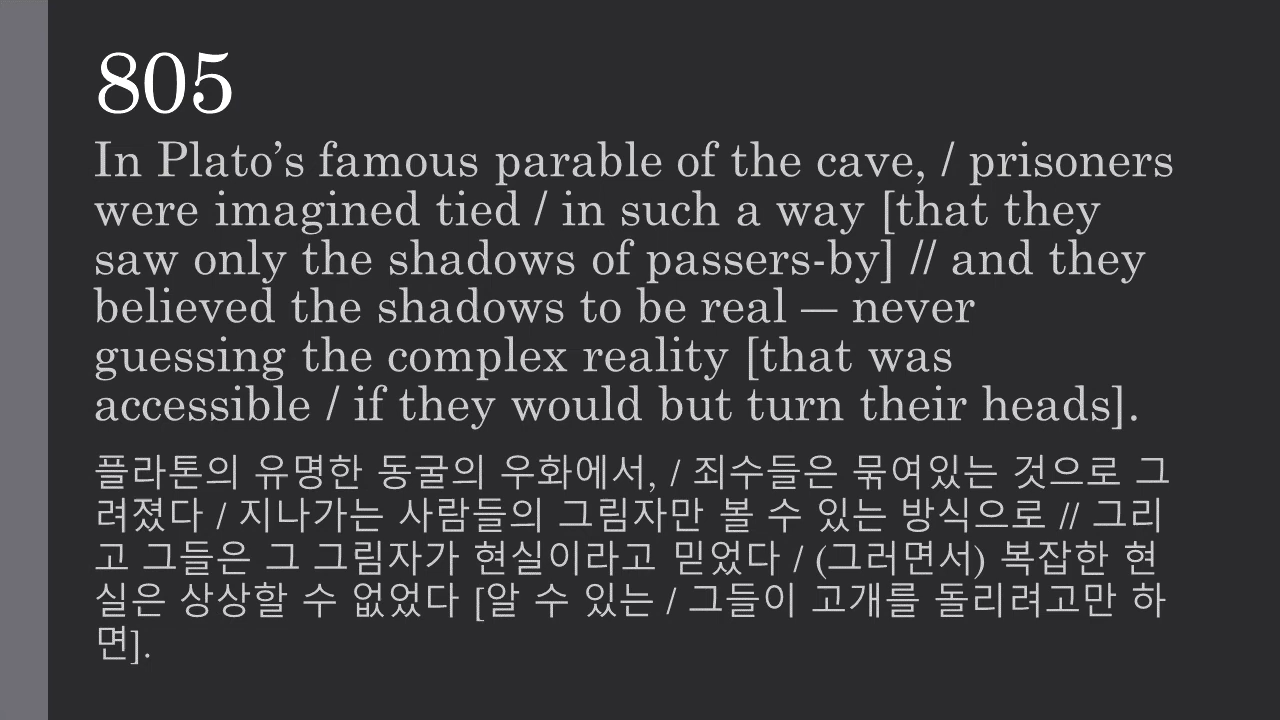 805
In Plato’s famous parable of the cave, / prisoners
were imagined tied / in such a way [that they
saw only the shadows of passers-by] // and they
believed the shadows to be real — never
guessing the complex reality [that was
accessible / if they would but turn their heads].
플라톤의 유명한 동굴의 우화에서, / 죄수들은 묶여있는 것으로 그
려졌다 / 지나가는 사람들의 그림자만 볼 수 있는 방식으로 // 그리
고 그들은 그 그림자가 현실이라고 믿었다 / (그러면서) 복잡한 현
실은 상상할 수 없었다 [알 수 있는 / 그들이 고개를 돌리려고만 하
면].